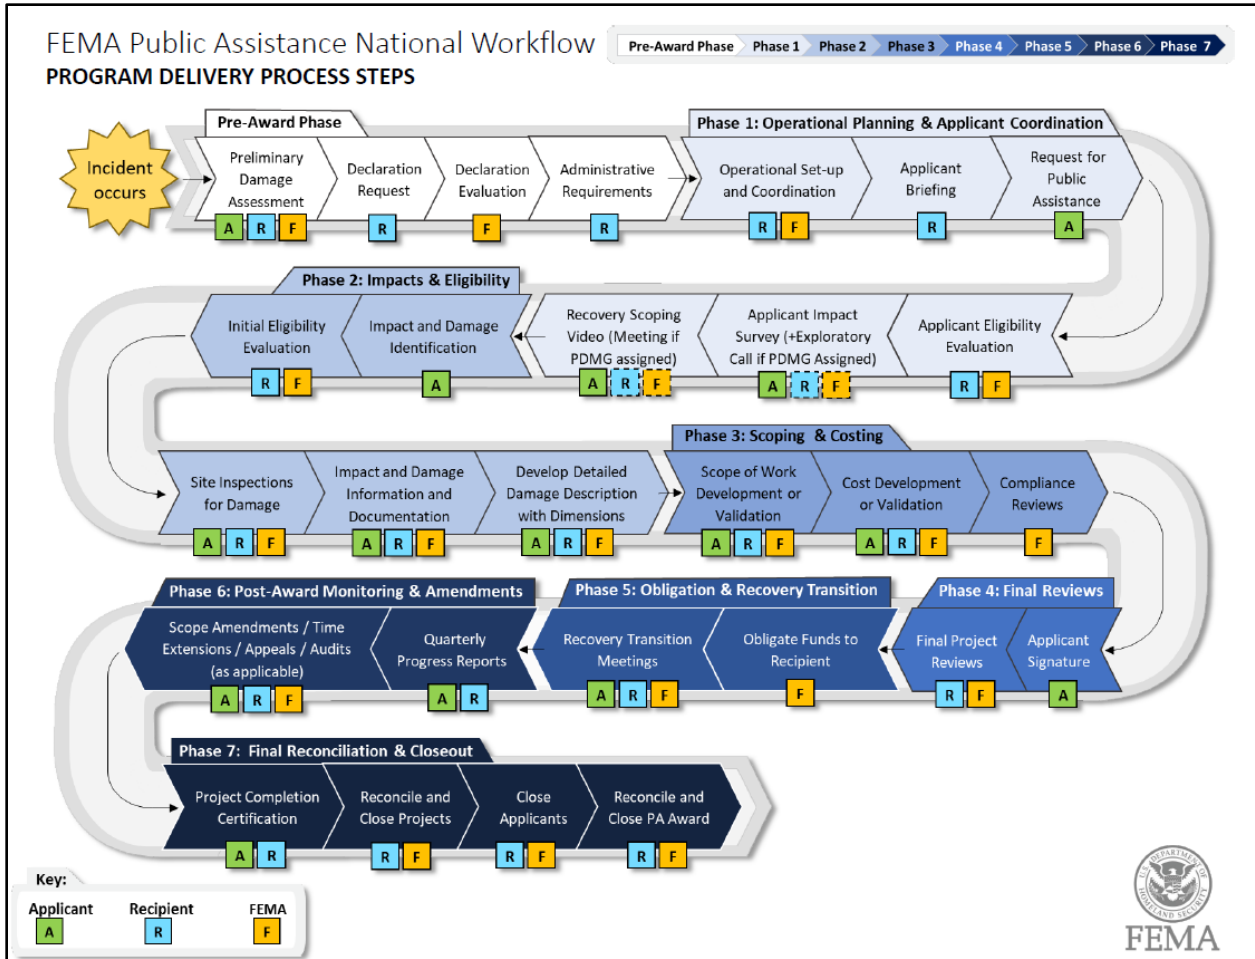 FEMA Public Assistance National Workflow
PROGRAM DELIVERY PROCESS STEPS
Pre-Award Phase
Phase 1
Phase 2
Phase 3
Phase 4
Phase 5
Phase 6
Phase 7
Incident
occurs
Pre-Award Phase
Preliminary
Damage
Assessment
A R F
Declaration
Request
R
Declaration
Evaluation
F
Administrative
Requirements
R
Phase 1: Operational Planning & Applicant Coordination
Operational Set-up
and Coordination
R F
Applicant
Briefing
R
Request for
Public
Assistance
A
Applicant Eligibility
Evaluation
R F
Applicant Impact
Survey (+Exploratory
Call if PDMG Assigned)
A R F
Recovery Scoping
Video (Meeting if
PDMG assigned)
A R F
Phase 2: Impacts & Eligibility
Impact and Damage
Identification
A
Initial Eligibility
Evaluation
R F
Site Inspections
for Damage
A R F
Impact and Damage
Information and
Documentation
A R F
Develop Detailed
Damage Description
with Dimensions
A R F
Phase 3: Scoping & Costing
Scope of Work
Development or
Validation
A R F
Cost Development
or Validation
A R F
Compliance
Reviews
F
Phase 4: Final Reviews
Applicant
Signature
A
Final Project
Reviews
R F
Phase 5: Obligation & Recovery Transition
Obligate Funds to
Recipient
F
Recovery Transition
Meetings
A R F
Phase 6: Post-Award Monitoring & Amendments
Quarterly
Progress Reports
A R
Scope Amendments / Time
Extensions / Appeals / Audits
(as applicable)
A R F
Phase 7: Final Reconciliation & Closeout
Project Completion
Certification
A R
Reconcile and
Close Projects
R F
Close
Applicants
R F
Reconcile and
Close PA Award
R F
Key:
Applicant
A
Recipient
R
FEMA
F
U.S. DEPARTMENT OF
HOMELAND SECURITY
FEMA